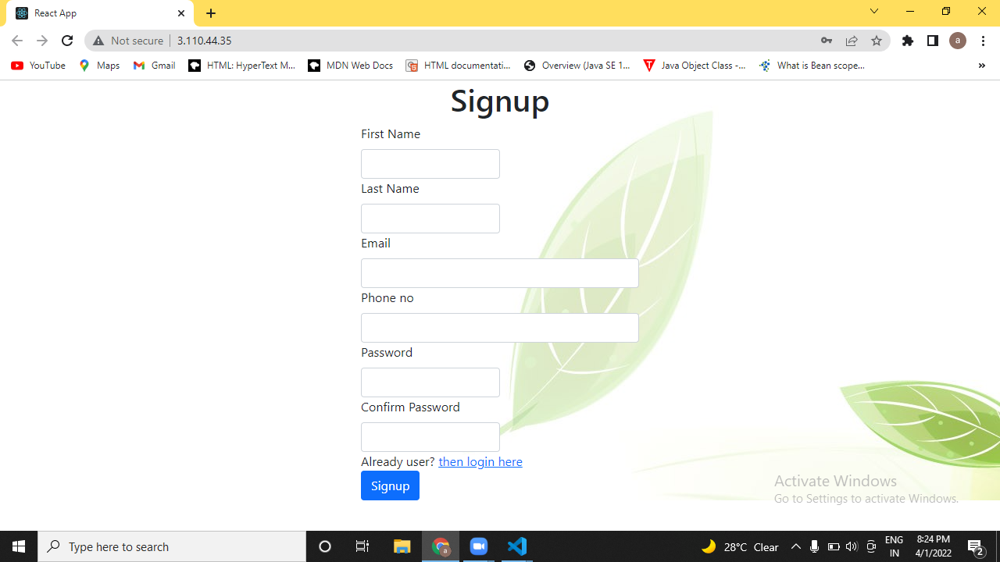 React App
Not secure 3.110.44.35 a
YouTube Maps Gmail HTML: HyperText M... MDN Web Docs HTML documentati... Overview (Java SE 1... Java Object Class -... What is Bean scope... »
Signup
First Name
Last Name
Email
Phone no
Password
Confirm Password
Already user? then login here
Signup
Activate Windows
Go to Settings to activate Windows.
Type here to search a 28°C Clear ENG 8:24 PM
IN 4/1/2022 2